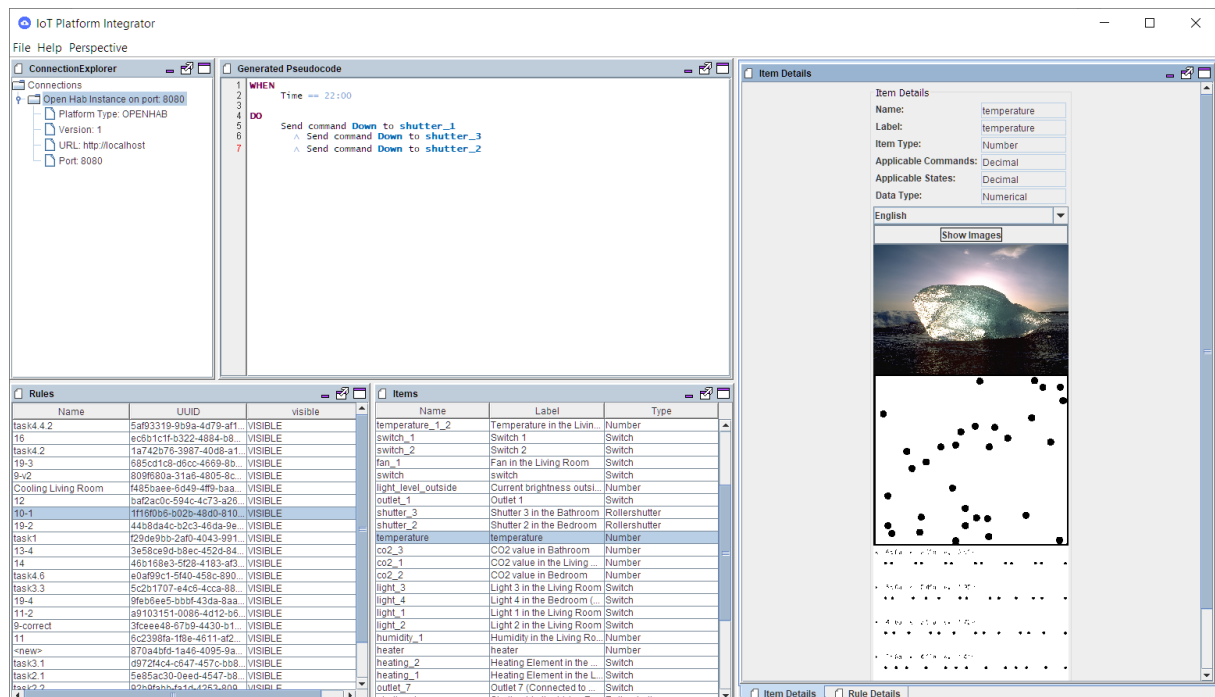 IoT Platform Integrator
File Help Perspective
ConnectionExplorer
Connections
Open Hab Instance on port: 8080
Platform Type: OPENHAB
Version: 1
URL: http://localhost
Port: 8080
Generated Pseudocode
1 WHEN
2 Time == 22:00
3
4 DO
5 Send command Down to shutter_1
6 ∧ Send command Down to shutter_3
7 ∧ Send command Down to shutter_2
Rules
Name UUID visible
task4.4.2 5af93319-9b9a-4d79-af1... VISIBLE
16 ec6b1c1f-b322-4884-b8... VISIBLE
task4.2 1a742b76-3987-40d8-a1... VISIBLE
19-3 685cd1c8-d6cc-4669-8b... VISIBLE
9-v2 809f680a-31a6-4805-8c... VISIBLE
Cooling Living Room f485baee-6d49-4ff9-baa... VISIBLE
12 baf2ac0c-594c-4c73-a26... VISIBLE
10-1 1f16f0b6-b02b-48d0-810... VISIBLE
19-2 44b8da4c-b2c3-46da-9e... VISIBLE
task1 f29de9bb-2af0-4043-991... VISIBLE
13-4 3e58ce9d-b8ec-452d-84... VISIBLE
14 46b168e3-5f28-4183-af3... VISIBLE
task4.6 e0af99c1-5f40-458c-890... VISIBLE
task3.3 5c2b1707-e4c6-4cca-88... VISIBLE
19-4 9feb6ee5-bbbf-43da-8aa... VISIBLE
11-2 a9103151-0086-4d12-b6... VISIBLE
9-correct 3fceee48-67b9-4430-b1... VISIBLE
11 6c2398fa-1f8e-4611-af2... VISIBLE
<new> 870a4bfd-1a46-4095-9a... VISIBLE
task3.1 d972f4c4-c647-457c-bb8... VISIBLE
task2.1 5e85ac30-0eed-4547-b8... VISIBLE
task2.2 92b9fabb-fa1d-4253-809... VISIBLE
Items
Name Label Type
temperature_1_2 Temperature in the Livin... Number
switch_1 Switch 1 Switch
switch_2 Switch 2 Switch
fan_1 Fan in the Living Room Switch
switch switch Switch
light_level_outside Current brightness outsi... Number
outlet_1 Outlet 1 Switch
shutter_3 Shutter 3 in the Bathroom Rollershutter
shutter_2 Shutter 2 in the Bedroom Rollershutter
temperature temperature Number
co2_3 CO2 value in Bathroom Number
co2_1 CO2 value in the Living ... Number
co2_2 CO2 value in Bedroom Number
light_3 Light 3 in the Living Room Switch
light_4 Light 4 in the Bedroom (... Switch
light_1 Light 1 in the Living Room Switch
light_2 Light 2 in the Living Room Switch
humidity_1 Humidity in the Living Ro... Number
heater heater Number
heating_2 Heating Element in the ... Switch
heating_1 Heating Element in the L... Switch
outlet_7 Outlet 7 (Connected to ... Switch
Item Details
Item Details
Name: temperature
Label: temperature
Item Type: Number
Applicable Commands: Decimal
Applicable States: Decimal
Data Type: Numerical
English
Show Images
Item Details Rule Details